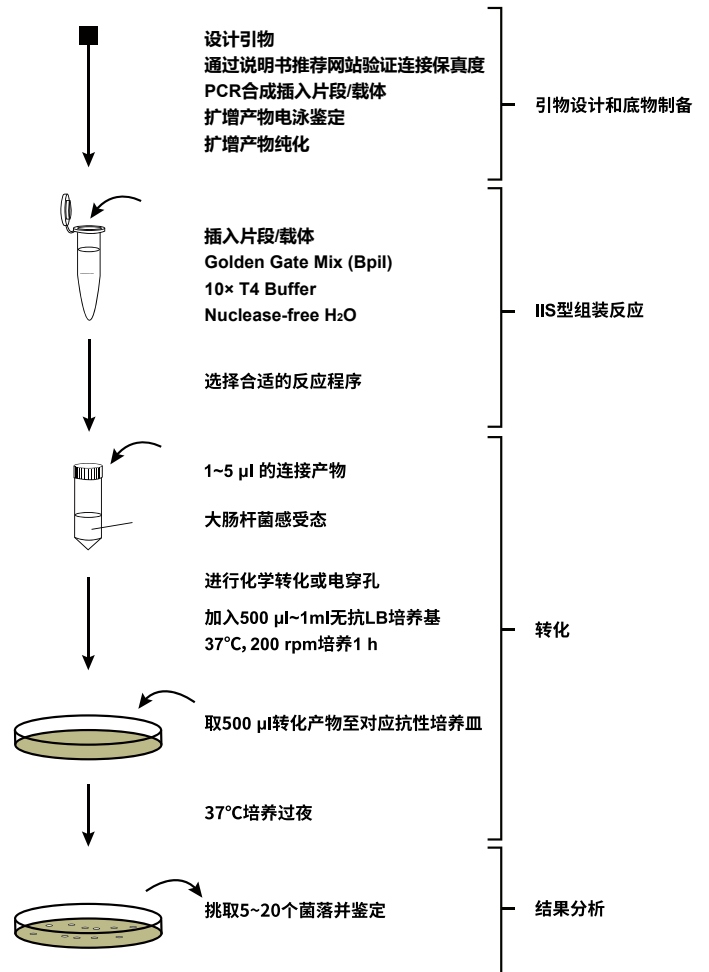 设计引物
通过说明书推荐网站验证连接保真度
PCR合成插入片段/载体
扩增产物电泳鉴定
扩增产物纯化
引物设计和底物制备
插入片段/载体
Golden Gate Mix (BpiI)
10× T4 Buffer
Nuclease-free H₂O
IIS型组装反应
选择合适的反应程序
1~5 μl 的连接产物
大肠杆菌感受态
进行化学转化或电穿孔
加入500 μl~1ml无抗LB培养基
37°C, 200 rpm培养1 h
转化
取500 μl转化产物至对应抗性培养皿
37°C培养过夜
挑取5~20个菌落并鉴定
结果分析